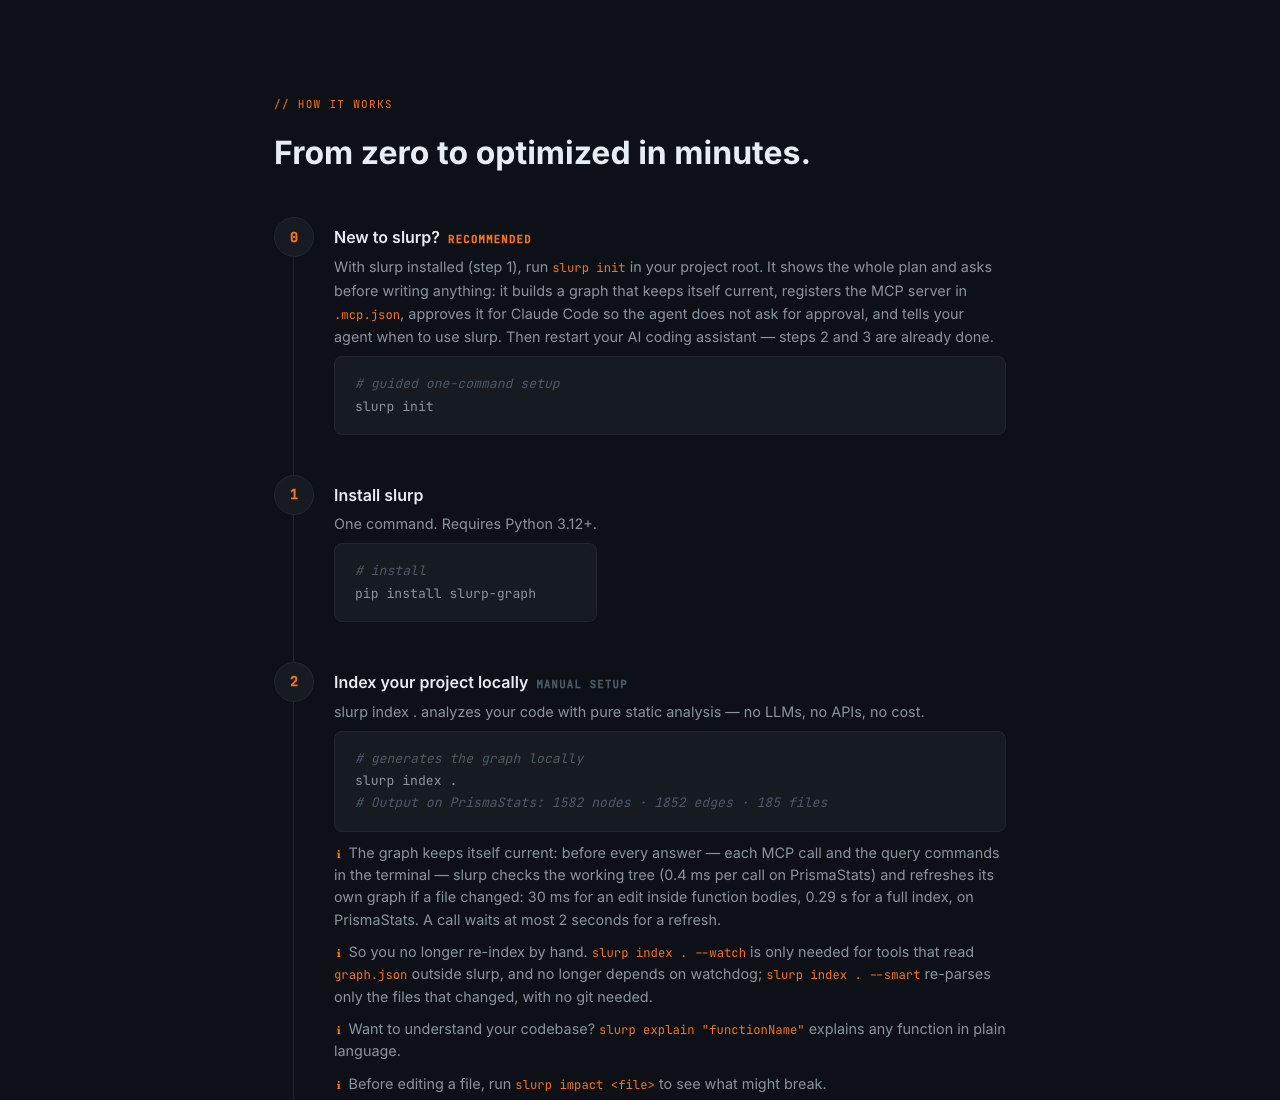 // HOW IT WORKS
From zero to optimized in minutes.
0
New to slurp? RECOMMENDED
With slurp installed (step 1), run slurp init in your project root. It shows the whole plan and asks
before writing anything: it builds a graph that keeps itself current, registers the MCP server in
.mcp.json, approves it for Claude Code so the agent does not ask for approval, and tells your
agent when to use slurp. Then restart your AI coding assistant — steps 2 and 3 are already done.
# guided one-command setup
slurp init
1
Install slurp
One command. Requires Python 3.12+.
# install
pip install slurp-graph
2
Index your project locally MANUAL SETUP
slurp index . analyzes your code with pure static analysis — no LLMs, no APIs, no cost.
# generates the graph locally
slurp index .
# Output on PrismaStats: 1582 nodes · 1852 edges · 185 files
ℹ The graph keeps itself current: before every answer — each MCP call and the query commands
in the terminal — slurp checks the working tree (0.4 ms per call on PrismaStats) and refreshes its
own graph if a file changed: 30 ms for an edit inside function bodies, 0.29 s for a full index, on
PrismaStats. A call waits at most 2 seconds for a refresh.
ℹ So you no longer re-index by hand. slurp index . --watch is only needed for tools that read
graph.json outside slurp, and no longer depends on watchdog; slurp index . --smart re-parses
only the files that changed, with no git needed.
ℹ Want to understand your codebase? slurp explain "functionName" explains any function in plain
language.
ℹ Before editing a file, run slurp impact <file> to see what might break.